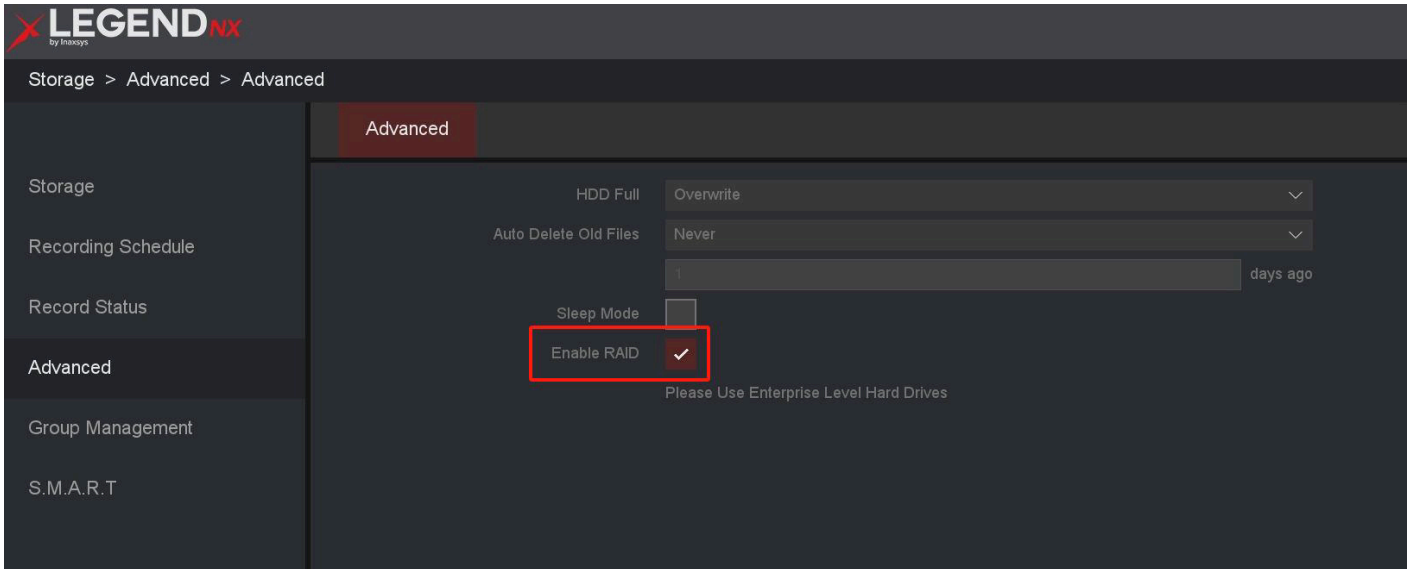 LEGEND NX
by Inaxsys
Storage > Advanced > Advanced
Advanced
Storage
Recording Schedule
Record Status
Advanced
Group Management
S.M.A.R.T
HDD Full Overwrite
Auto Delete Old Files Never
1 days ago
Sleep Mode
Enable RAID
Please Use Enterprise Level Hard Drives